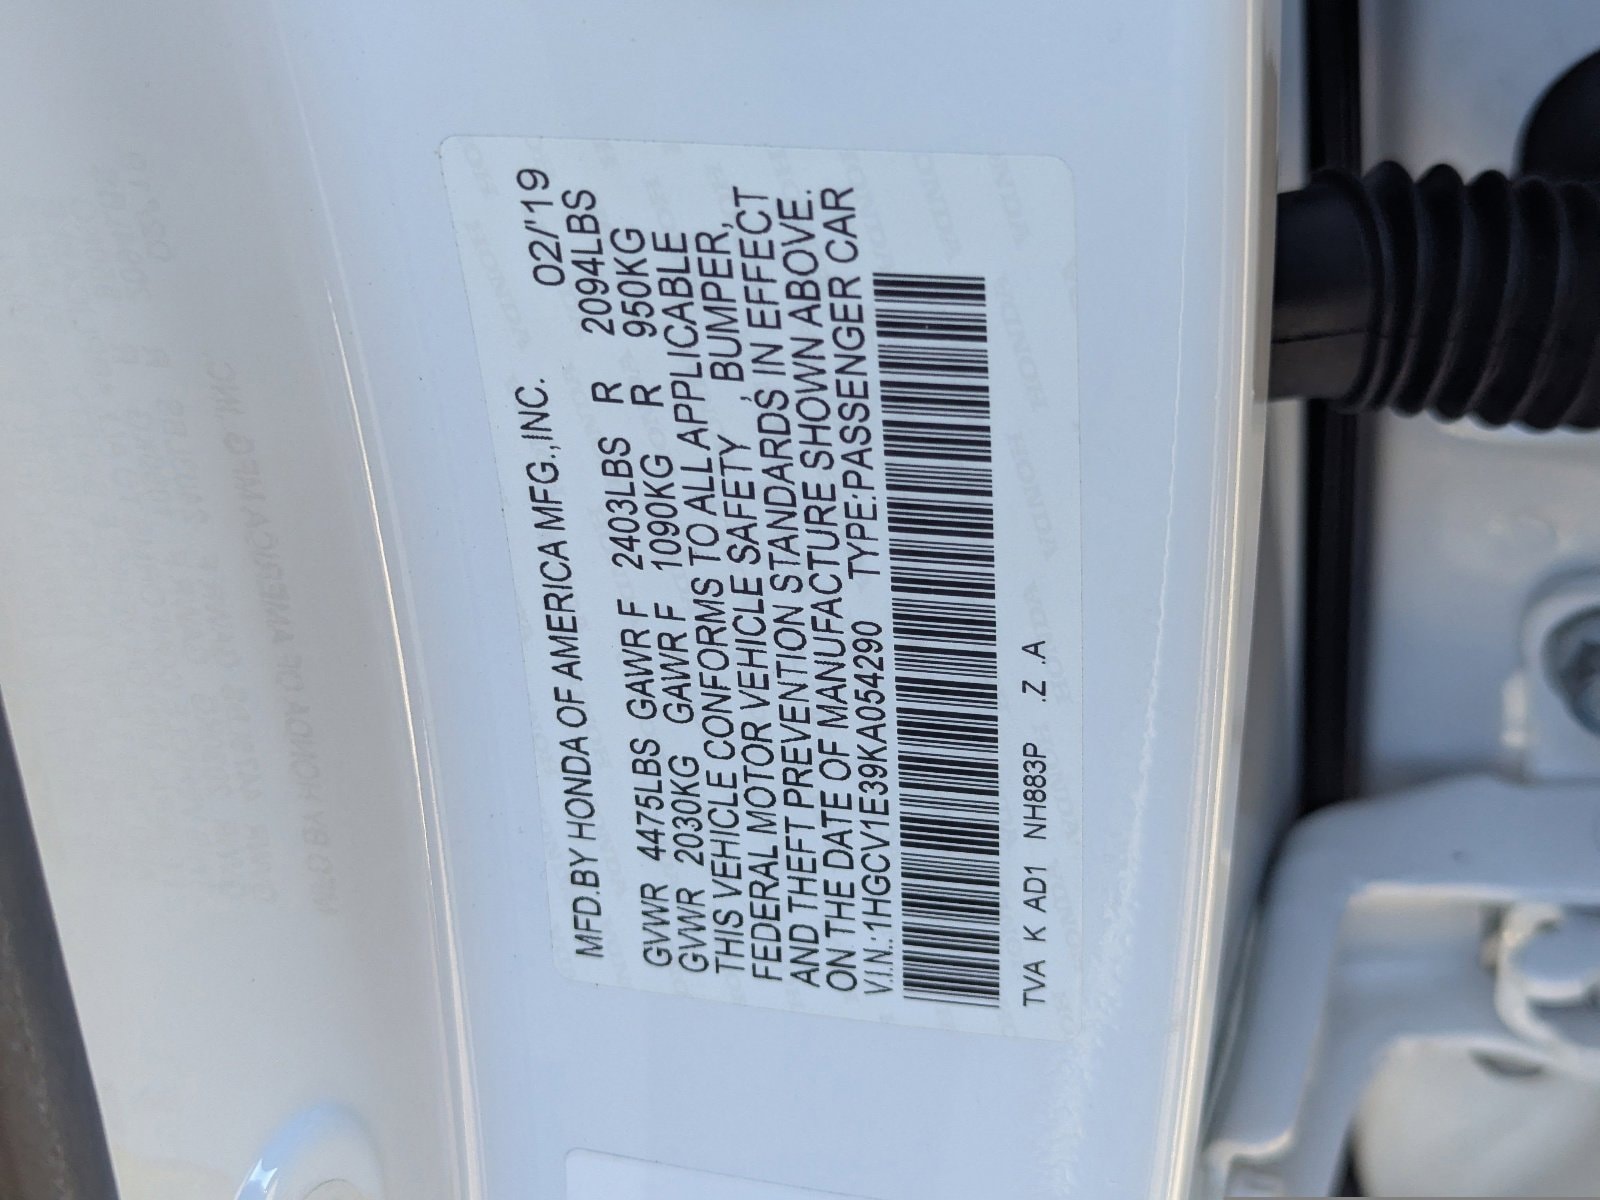 MFD.BY HONDA OF AMERICA MFG.,INC. 02/'19
GVWR 4475LBS GAWR F 2403LBS R 2094LBS
GVWR 2030KG GAWR F 1090KG R 950KG
THIS VEHICLE CONFORMS TO ALL APPLICABLE
FEDERAL MOTOR VEHICLE SAFETY , BUMPER,
AND THEFT PREVENTION STANDARDS IN EFFECT
ON THE DATE OF MANUFACTURE SHOWN ABOVE.
V.I.N.:1HGCV1E39KA054290 TYPE:PASSENGER CAR
TVA K AD1 NH883P .Z .A